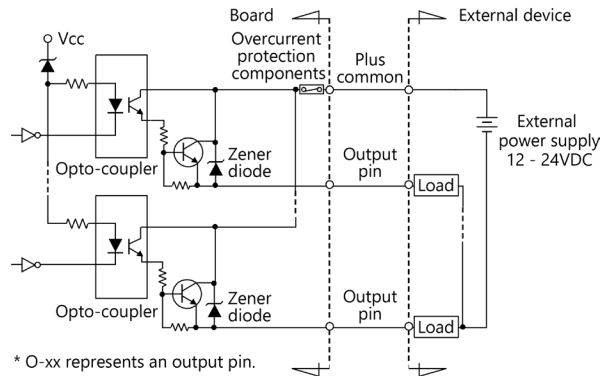 Board
External device
Vcc
Overcurrent
protection
components
Plus
common
External
power supply
12 - 24VDC
Opto-coupler
Zener
diode
Output
pin
Load
Opto-coupler
Zener
diode
Output
pin
Load
* O-xx represents an output pin.